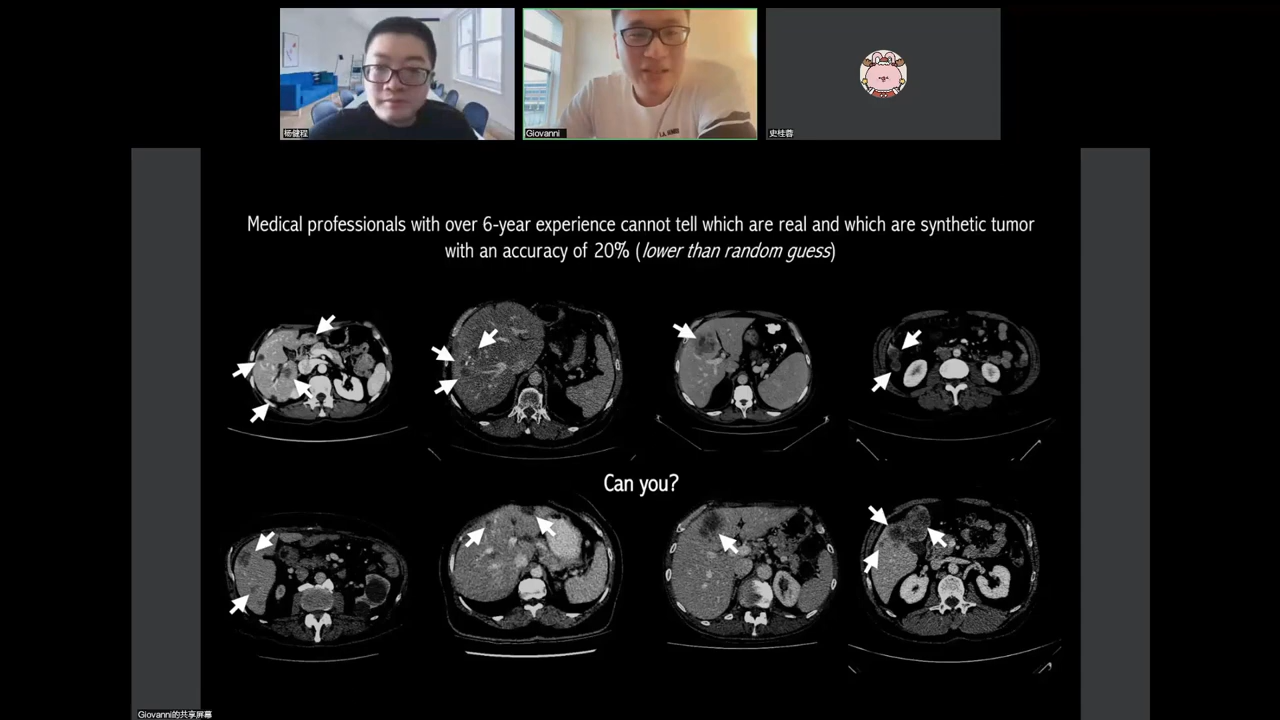 杨健程
Giovanni
史桂蓉
Medical professionals with over 6-year experience cannot tell which are real and which are synthetic tumor
with an accuracy of 20% (lower than random guess)
Can you?
Giovanni的共享屏幕